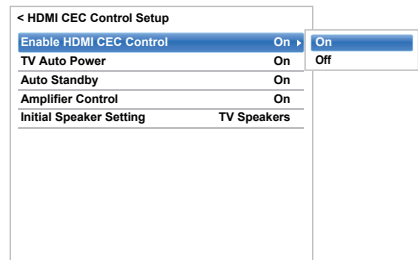 < HDMI CEC Control Setup
Enable HDMI CEC Control On
On
TV Auto Power On
Off
Auto Standby On
Amplifier Control On
Initial Speaker Setting TV Speakers